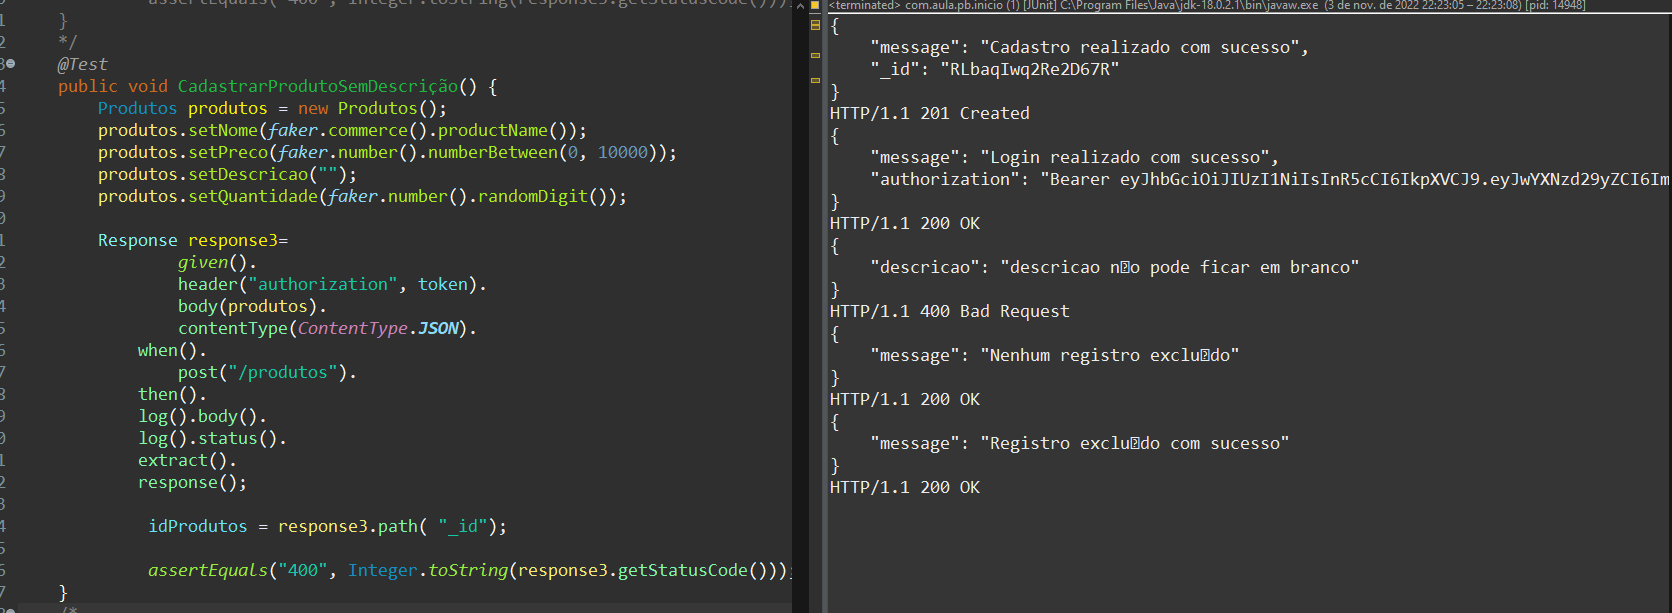 assertEquals("400", Integer.toString(response3.getStatusCode()));
}
*/
@Test
public void CadastrarProdutoSemDescrição() {
Produtos produtos = new Produtos();
produtos.setNome(faker.commerce().productName());
produtos.setPreco(faker.number().numberBetween(0, 10000));
produtos.setDescricao("");
produtos.setQuantidade(faker.number().randomDigit());
Response response3=
given().
header("authorization", token).
body(produtos).
contentType(ContentType.JSON).
when().
post("/produtos").
then().
log().body().
log().status().
extract().
response();
idProdutos = response3.path( "_id");
assertEquals("400", Integer.toString(response3.getStatusCode()));
}
/*
<terminated> com.aula.pb.inicio (1) [JUnit] C:\Program Files\Java\jdk-18.0.2.1\bin\javaw.exe (3 de nov. de 2022 22:23:05 – 22:23:08) [pid: 14948]
{
"message": "Cadastro realizado com sucesso",
"_id": "RLbaqIwq2Re2D67R"
}
HTTP/1.1 201 Created
{
"message": "Login realizado com sucesso",
"authorization": "Bearer eyJhbGciOiJIUzI1NiIsInR5cCI6IkpXVCJ9.eyJwYXNzd29yZCI6Im
}
HTTP/1.1 200 OK
{
"descricao": "descricao n�o pode ficar em branco"
}
HTTP/1.1 400 Bad Request
{
"message": "Nenhum registro exclu�do"
}
HTTP/1.1 200 OK
{
"message": "Registro exclu�do com sucesso"
}
HTTP/1.1 200 OK